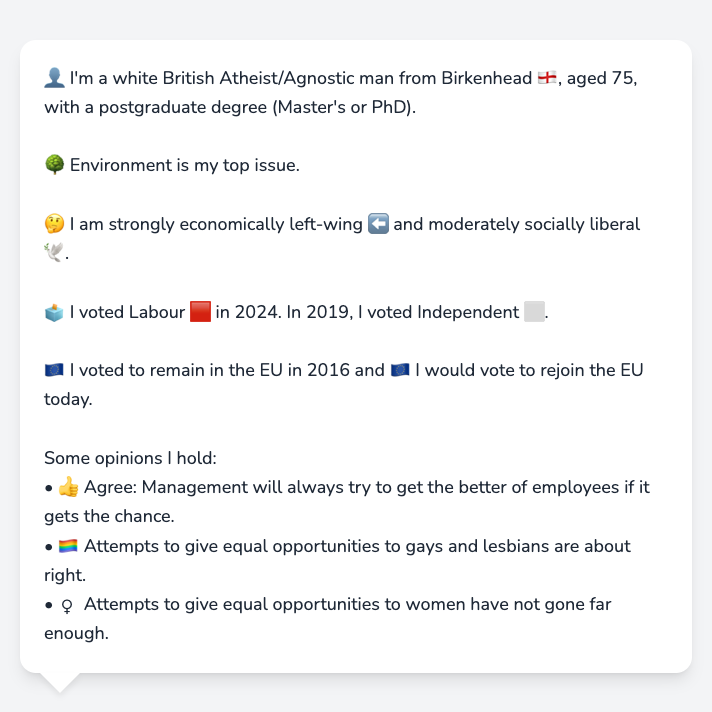 👤 I'm a white British Atheist/Agnostic man from Birkenhead 🏴󠁧󠁢󠁥󠁮󠁧󠁿, aged 75,
with a postgraduate degree (Master's or PhD).
🌳 Environment is my top issue.
🤔 I am strongly economically left-wing ⬅️ and moderately socially liberal
🕊️.
🗳️ I voted Labour 🟥 in 2024. In 2019, I voted Independent ⬜.
🇪🇺 I voted to remain in the EU in 2016 and 🇪🇺 I would vote to rejoin the EU
today.
Some opinions I hold:
• 👍 Agree: Management will always try to get the better of employees if it
gets the chance.
• 🏳️‍🌈 Attempts to give equal opportunities to gays and lesbians are about
right.
• ♀ Attempts to give equal opportunities to women have not gone far
enough.